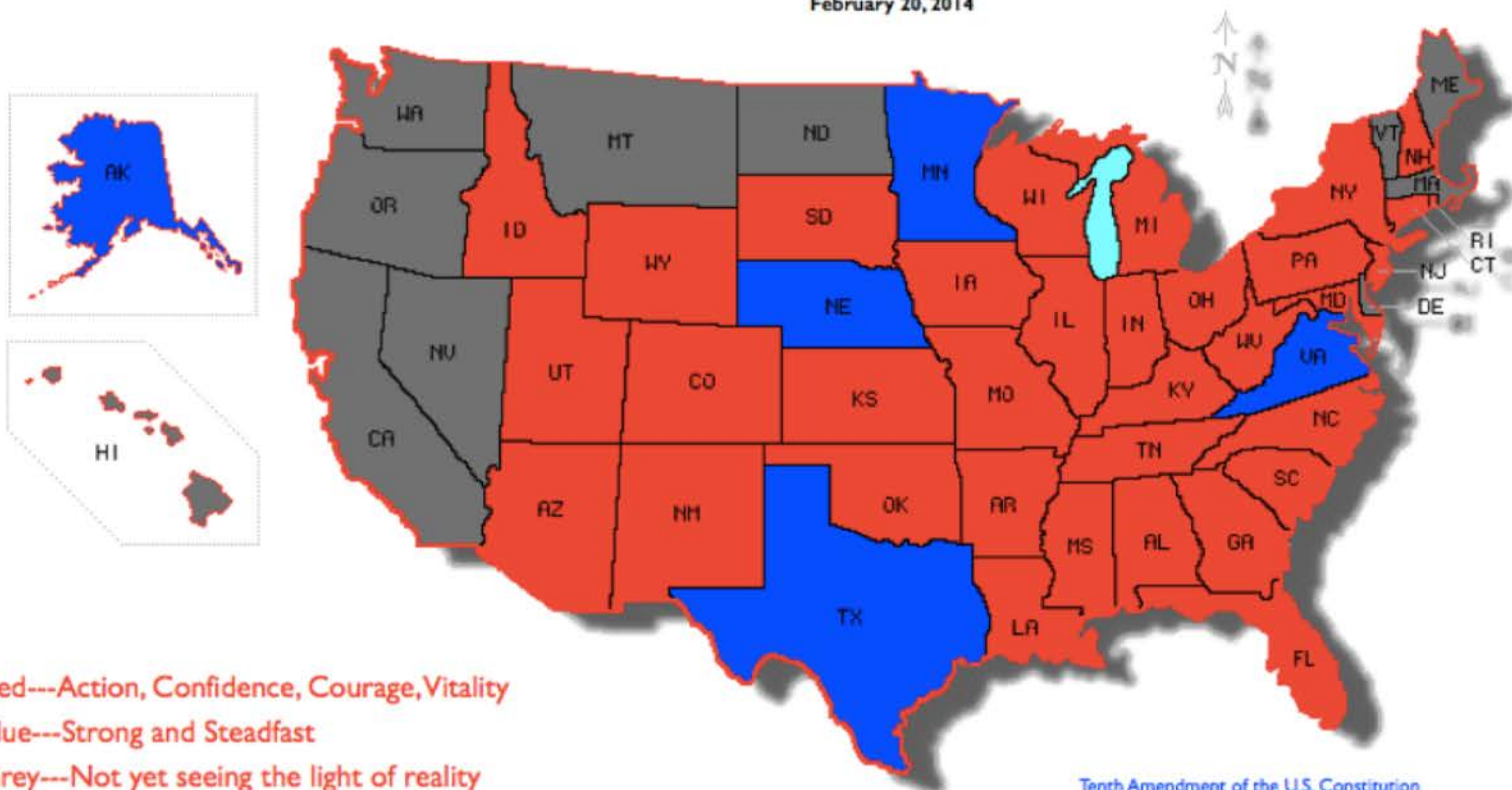 February 20, 2014
N
ME
WA
VT
MT
ND
NH
AK
MN
MA
OR
WI
NY
SD
MI
ID
RI
WY
PA
CT
NJ
IA
NE
OH
MD
DE
IL
IN
WV
NV
VA
UT
CO
KY
MO
KS
NC
CA
HI
TN
SC
AZ
NM
OK
AR
MS
AL
GA
TX
LA
FL
ed---Action, Confidence, Courage, Vitality
lue---Strong and Steadfast
rey---Not yet seeing the light of reality
Tenth Amendment of the U.S. Constitution